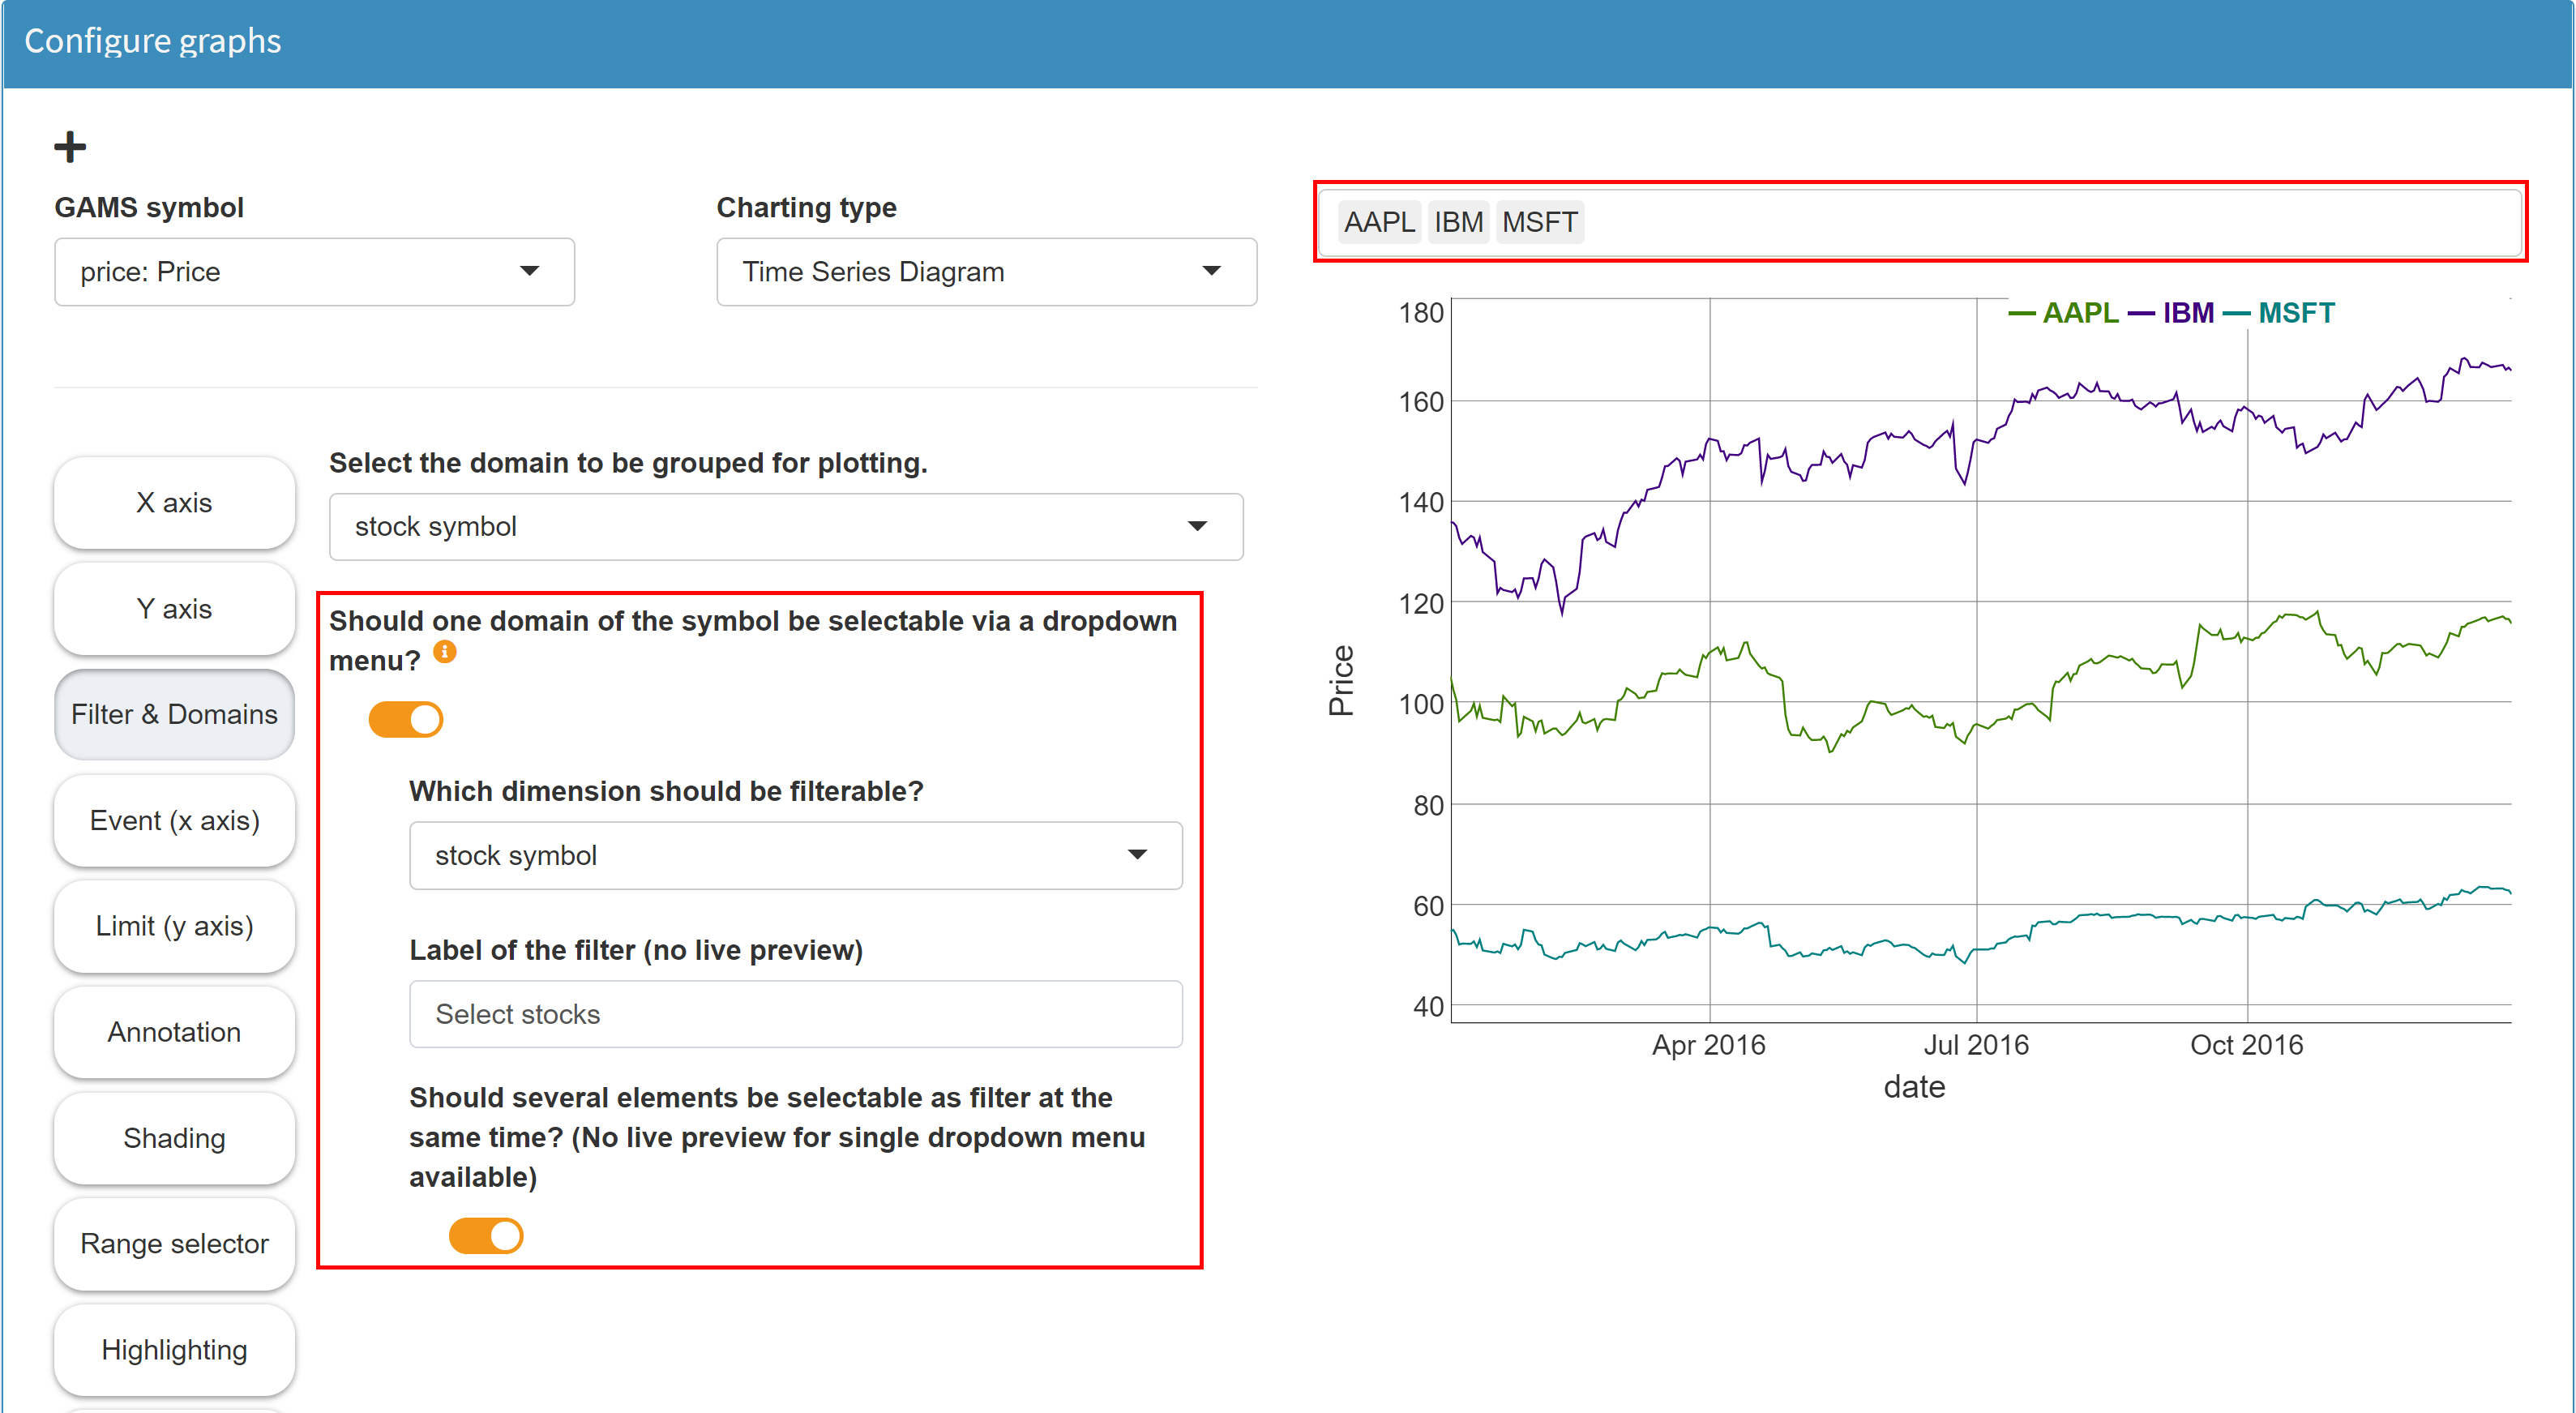 Configure graphs
GAMS symbol
price: Price
Charting type
Time Series Diagram
X axis
Y axis
Filter & Domains
Event (x axis)
Limit (y axis)
Annotation
Shading
Range selector
Highlighting
Select the domain to be grouped for plotting.
stock symbol
Should one domain of the symbol be selectable via a dropdown
menu?
Which dimension should be filterable?
stock symbol
Label of the filter (no live preview)
Select stocks
Should several elements be selectable as filter at the
same time? (No live preview for single dropdown menu
available)
AAPL IBM MSFT
AAPL IBM MSFT
180
160
140
120
100
80
60
40
Price
Apr 2016 Jul 2016 Oct 2016
date